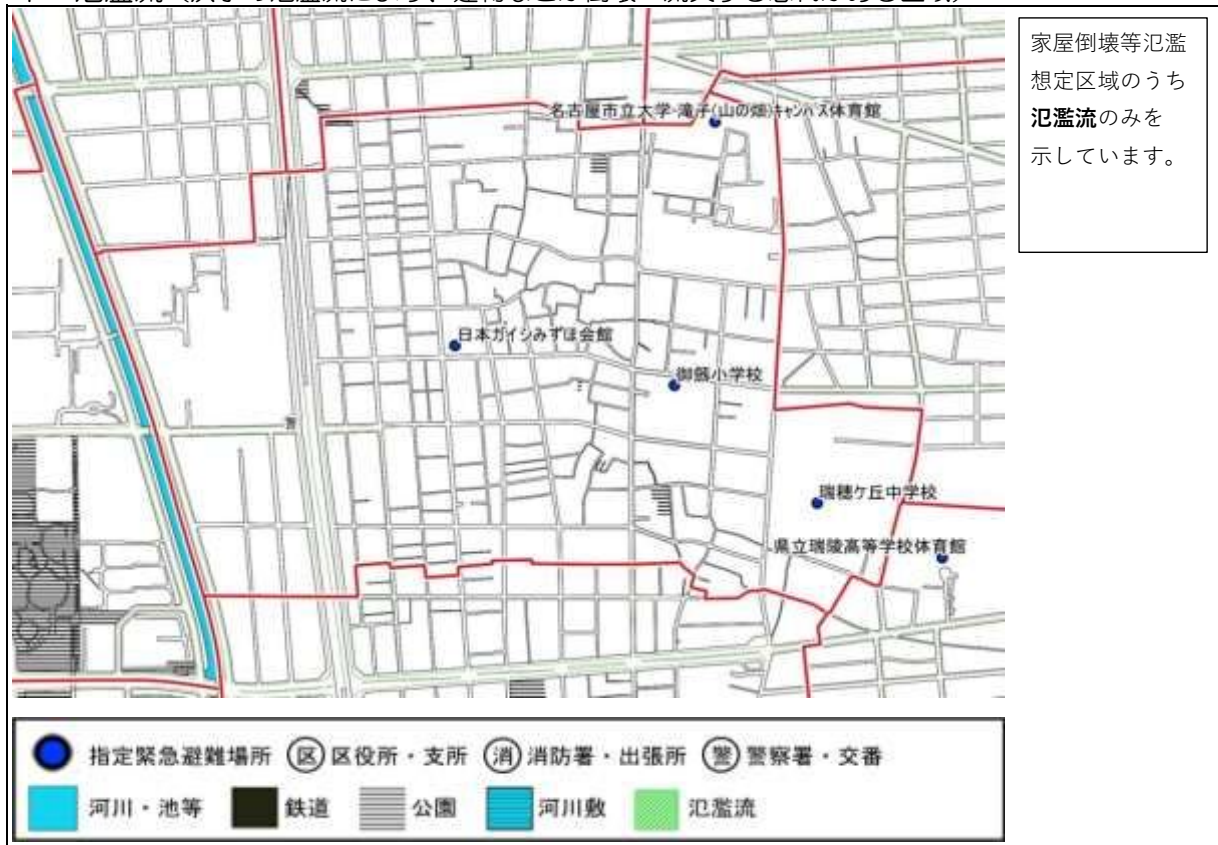 家屋倒壊等氾濫
想定区域のうち
氾濫流のみを
示しています。
名古屋市立大学 滝子(山の畑)キャンパス体育館
日本ガイシみずほ会館
御劔小学校
瑞穂ケ丘中学校
県立瑞陵高等学校体育館
指定緊急避難場所 区 区役所・支所 消 消防署・出張所 警 警察署・交番
河川・池等 鉄道 公園 河川敷 氾濫流